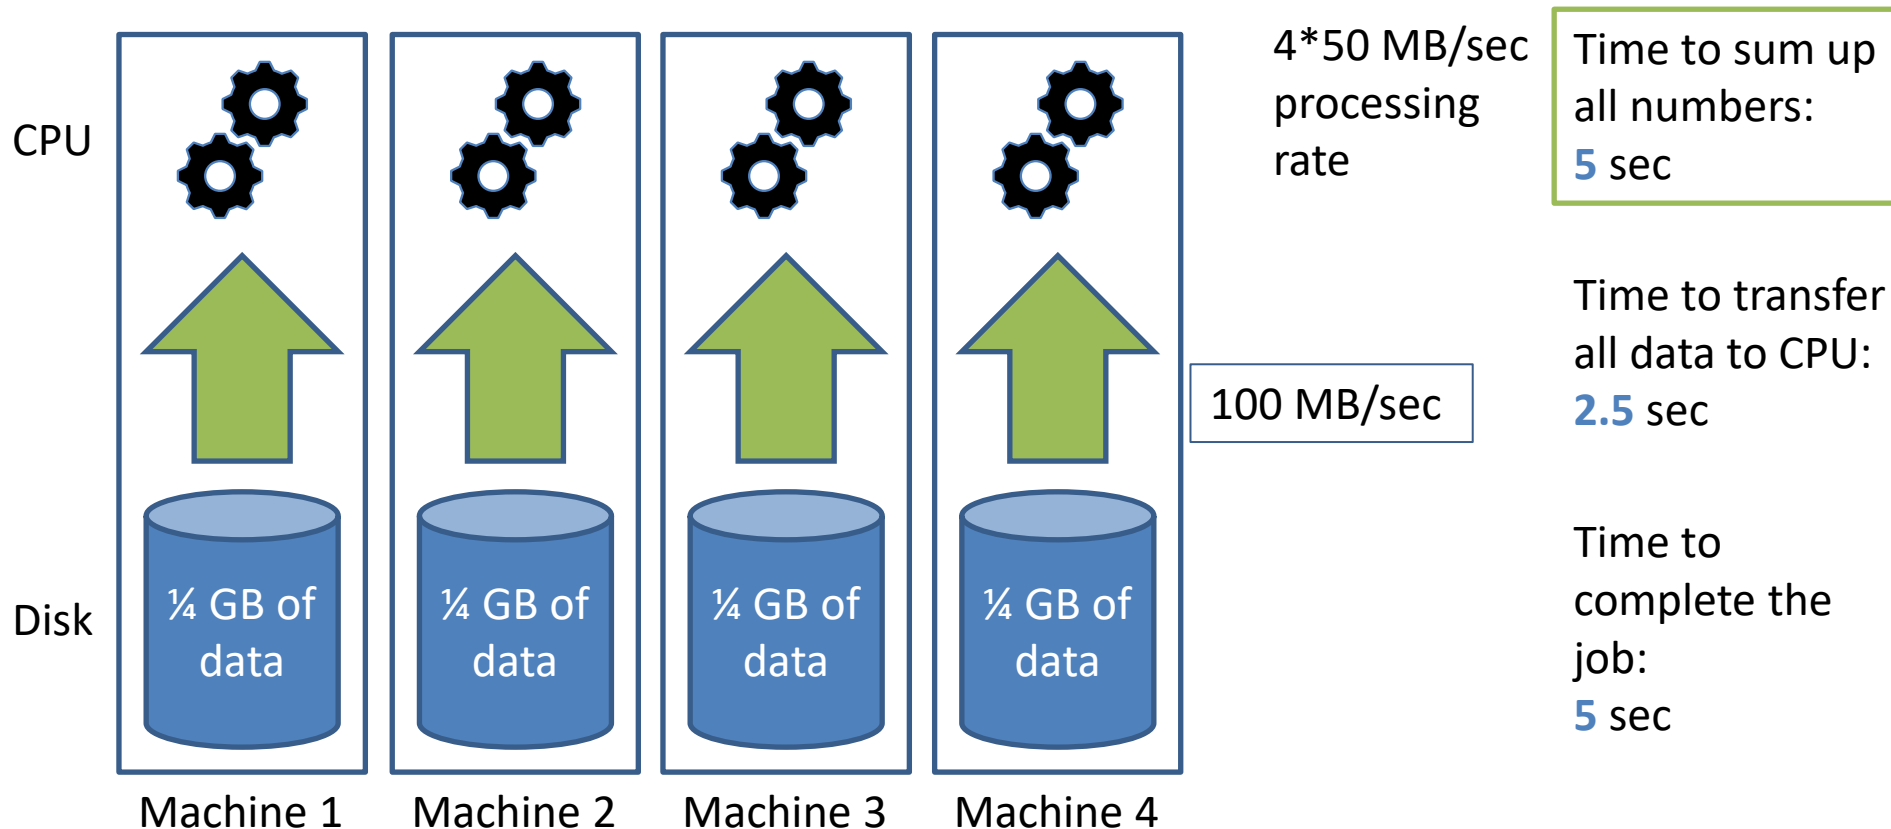 CPU
4*50 MB/sec
processing
rate
Time to sum up
all numbers:
5 sec
100 MB/sec
Time to transfer
all data to CPU:
2.5 sec
Disk
¼ GB of
data
¼ GB of
data
¼ GB of
data
¼ GB of
data
Time to
complete the
job:
5 sec
Machine 1
Machine 2
Machine 3
Machine 4